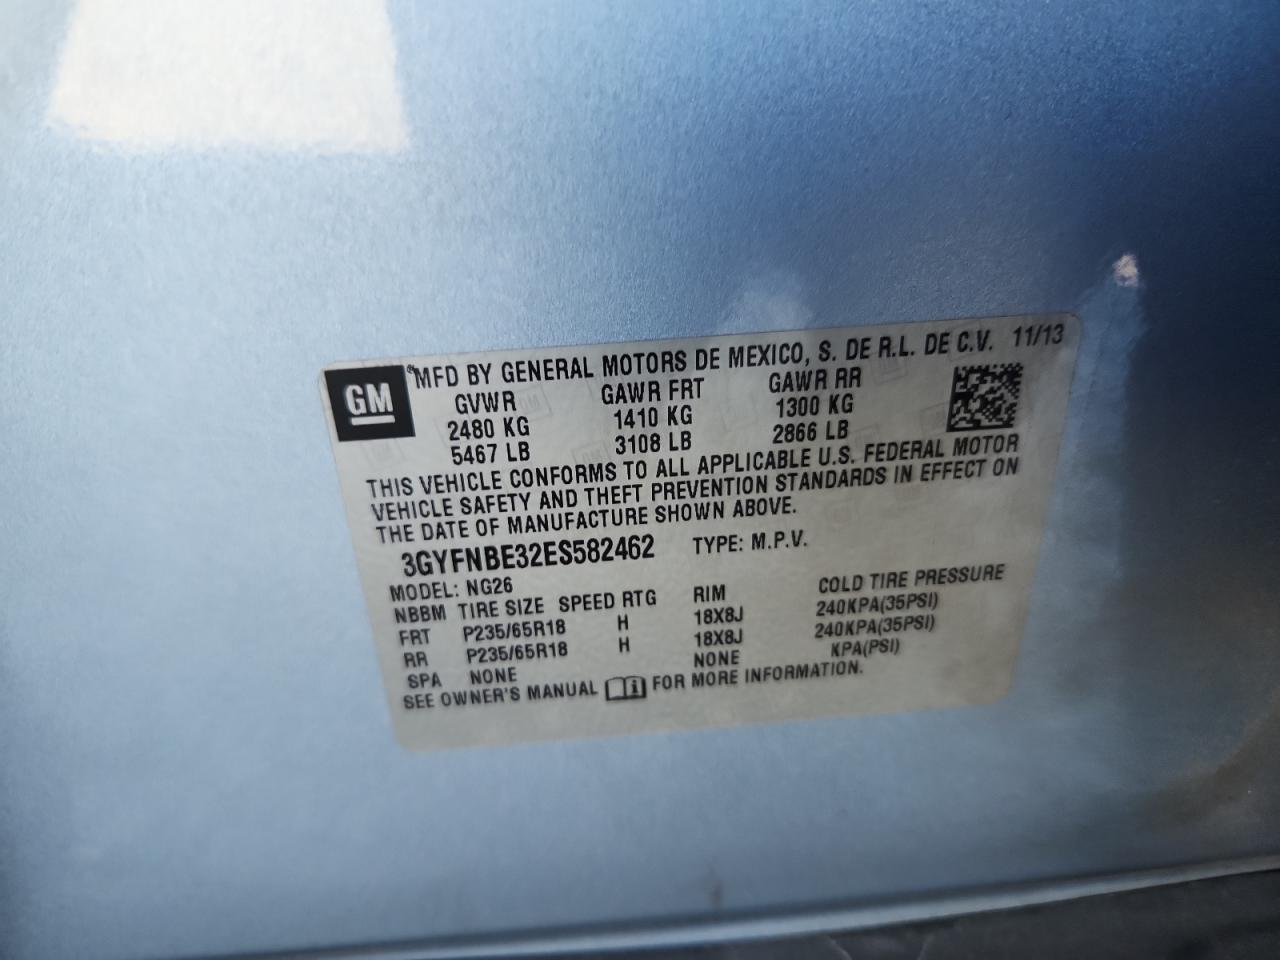 GM ® MFD BY GENERAL MOTORS DE MEXICO, S. DE R.L. DE C.V. 11/13
GVWR GAWR FRT GAWR RR
2480 KG 1410 KG 1300 KG
5467 LB 3108 LB 2866 LB
THIS VEHICLE CONFORMS TO ALL APPLICABLE U.S. FEDERAL MOTOR
VEHICLE SAFETY AND THEFT PREVENTION STANDARDS IN EFFECT ON
THE DATE OF MANUFACTURE SHOWN ABOVE.
3GYFNBE32ES582462 TYPE: M.P.V.
MODEL: NG26
NBBM TIRE SIZE SPEED RTG RIM COLD TIRE PRESSURE
FRT P235/65R18 H 18X8J 240KPA(35PSI)
RR P235/65R18 H 18X8J 240KPA(35PSI)
SPA NONE NONE KPA(PSI)
SEE OWNER'S MANUAL FOR MORE INFORMATION.